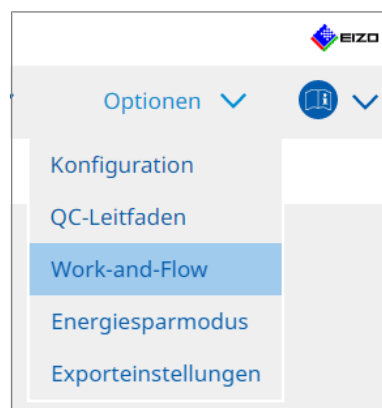 EIZO
Optionen
Konfiguration
QC-Leitfaden
Work-and-Flow
Energiesparmodus
Exporteinstellungen